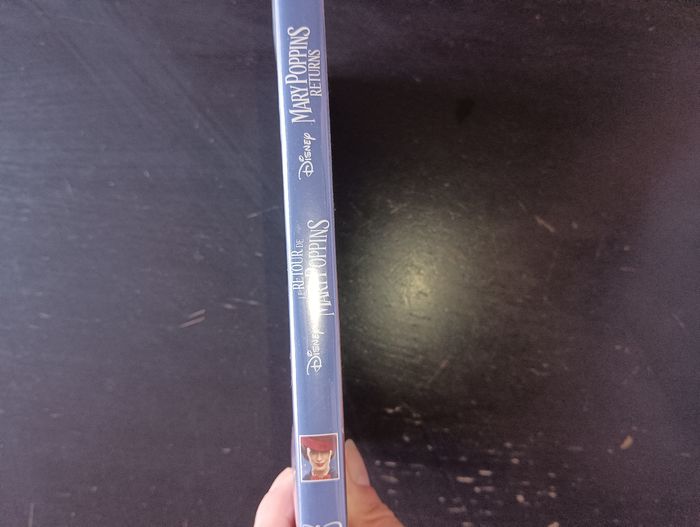 Disney
MARY POPPINS
RETURNS
Disney
LE RETOUR DE
MARY POPPINS